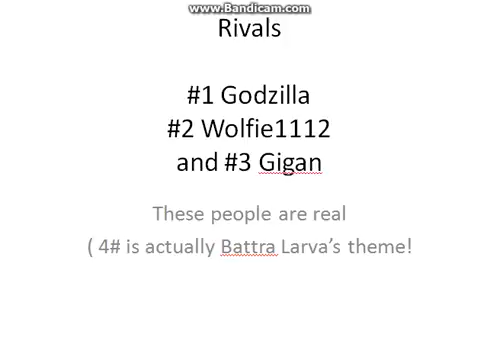 www.Bandicam.com
Rivals
#1 Godzilla
#2 Wolfie1112
and #3 Gigan
These people are real
( 4# is actually Battra Larva’s theme!